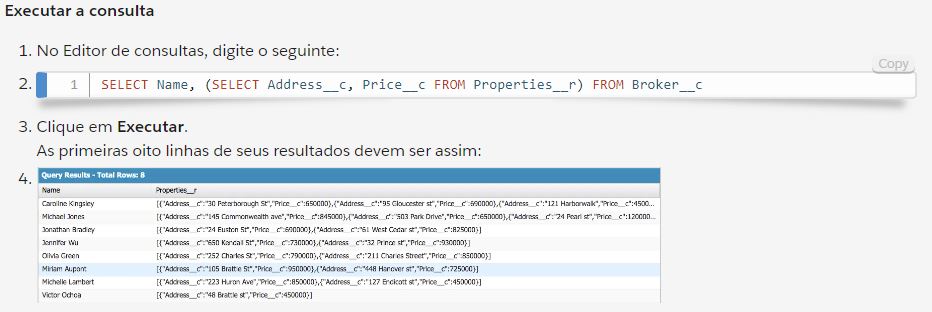 Executar a consulta
1. No Editor de consultas, digite o seguinte:
Copy
2. 1 SELECT Name, (SELECT Address__c, Price__c FROM Properties__r) FROM Broker__c
3. Clique em Executar.
As primeiras oito linhas de seus resultados devem ser assim:
4. Query Results - Total Rows: 8
Name Properties__r
Caroline Kingsley [{"Address__c":"30 Peterborough St","Price__c":650000},{"Address__c":"95 Gloucester st","Price__c":690000},{"Address__c":"121 Harborwalk","Price__c":4500...
Michael Jones [{"Address__c":"145 Commonwealth ave","Price__c":845000},{"Address__c":"503 Park Drive","Price__c":650000},{"Address__c":"24 Pearl st","Price__c":120000...
Jonathan Bradley [{"Address__c":"24 Euston St","Price__c":690000},{"Address__c":"61 West Cedar st","Price__c":825000}]
Jennifer Wu [{"Address__c":"650 Kendall St","Price__c":730000},{"Address__c":"32 Prince st","Price__c":930000}]
Olivia Green [{"Address__c":"252 Charles St","Price__c":790000},{"Address__c":"211 Charles Street","Price__c":850000}]
Miriam Aupont [{"Address__c":"105 Brattle St","Price__c":950000},{"Address__c":"448 Hanover st","Price__c":725000}]
Michelle Lambert [{"Address__c":"223 Huron Ave","Price__c":850000},{"Address__c":"127 Endicott st","Price__c":450000}]
Victor Ochoa [{"Address__c":"48 Brattle st","Price__c":450000}]